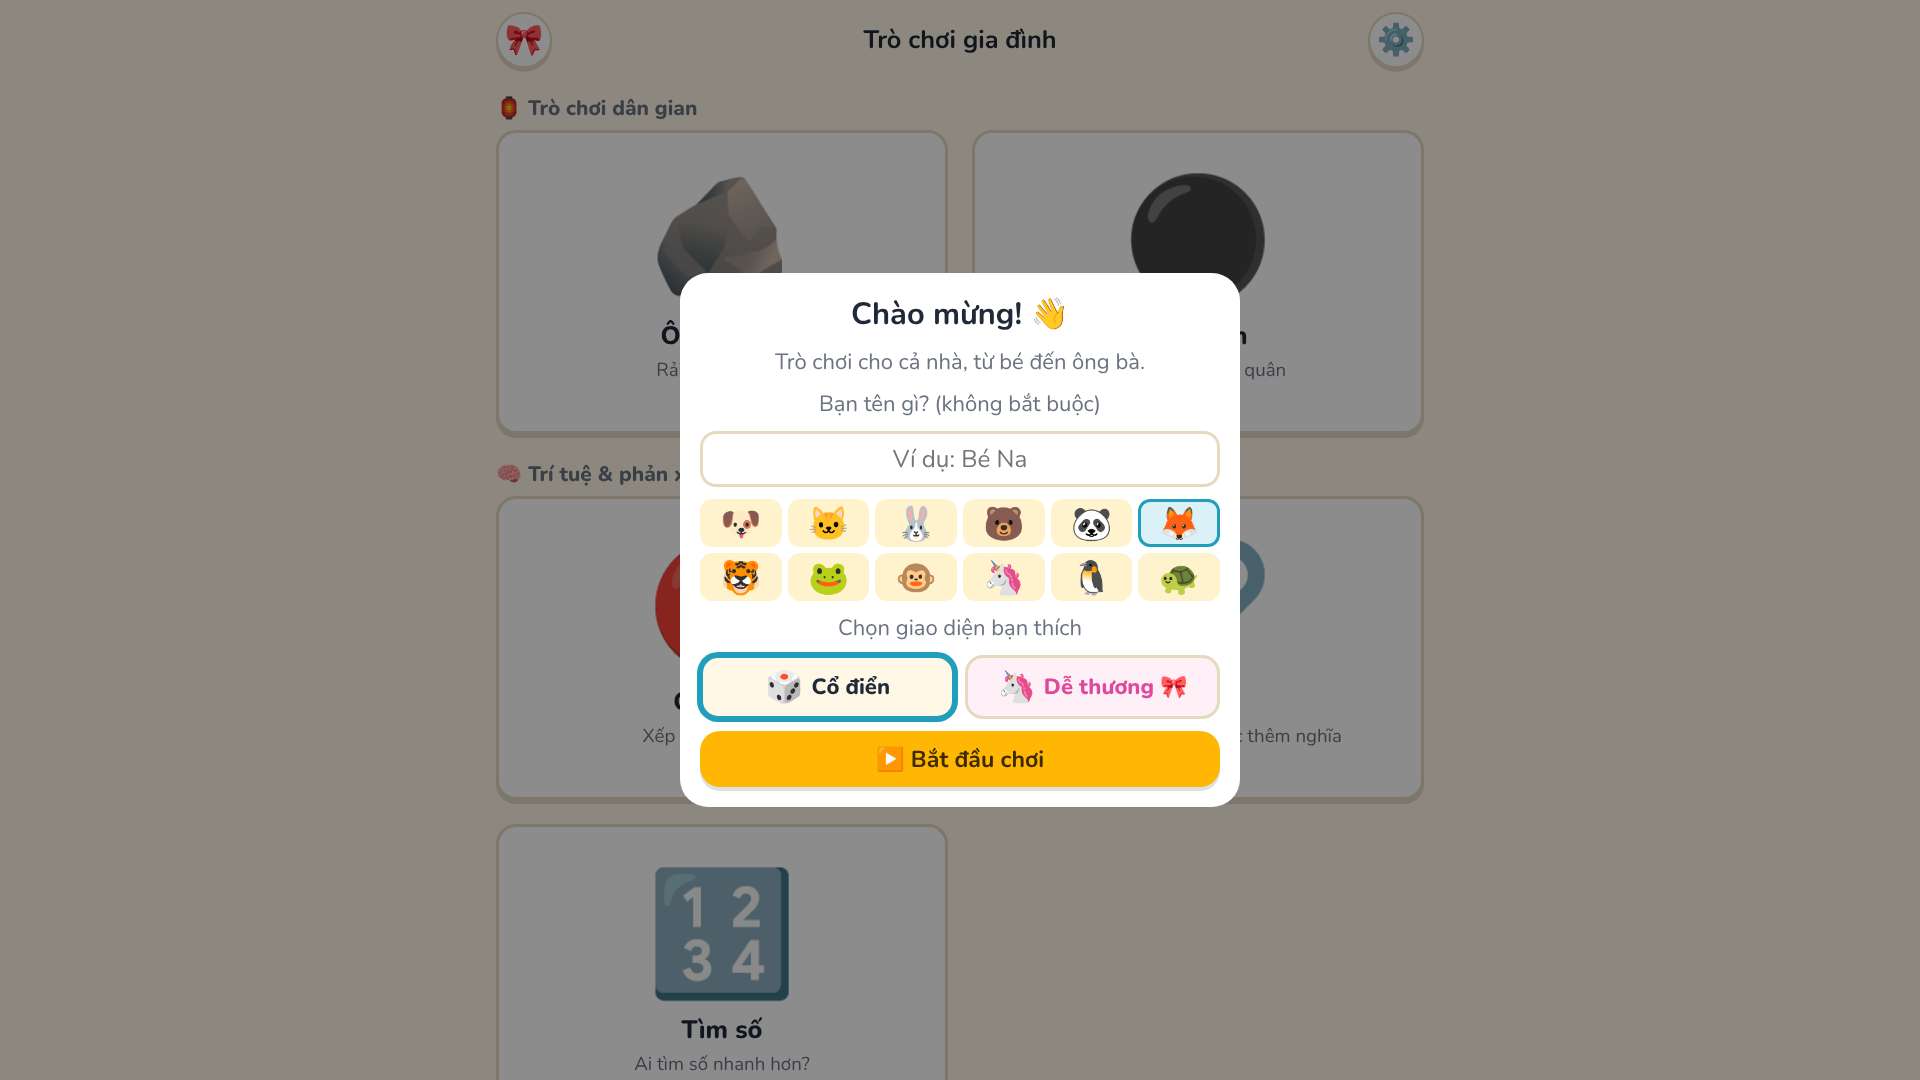 Trò chơi gia đình
Trò chơi dân gian
Chào mừng! 
Trò chơi cho cả nhà, từ bé đến ông bà.
quân
Bạn tên gì? (không bắt buộc)
Ví dụ: Bé Na
Trí tuệ & phản
Chọn giao diện bạn thích
Cổ điển
Dễ thương
Xếp
thêm nghĩa
Bắt đầu chơi
1 2
3 4
Tìm số
Ai tìm số nhanh hơn?